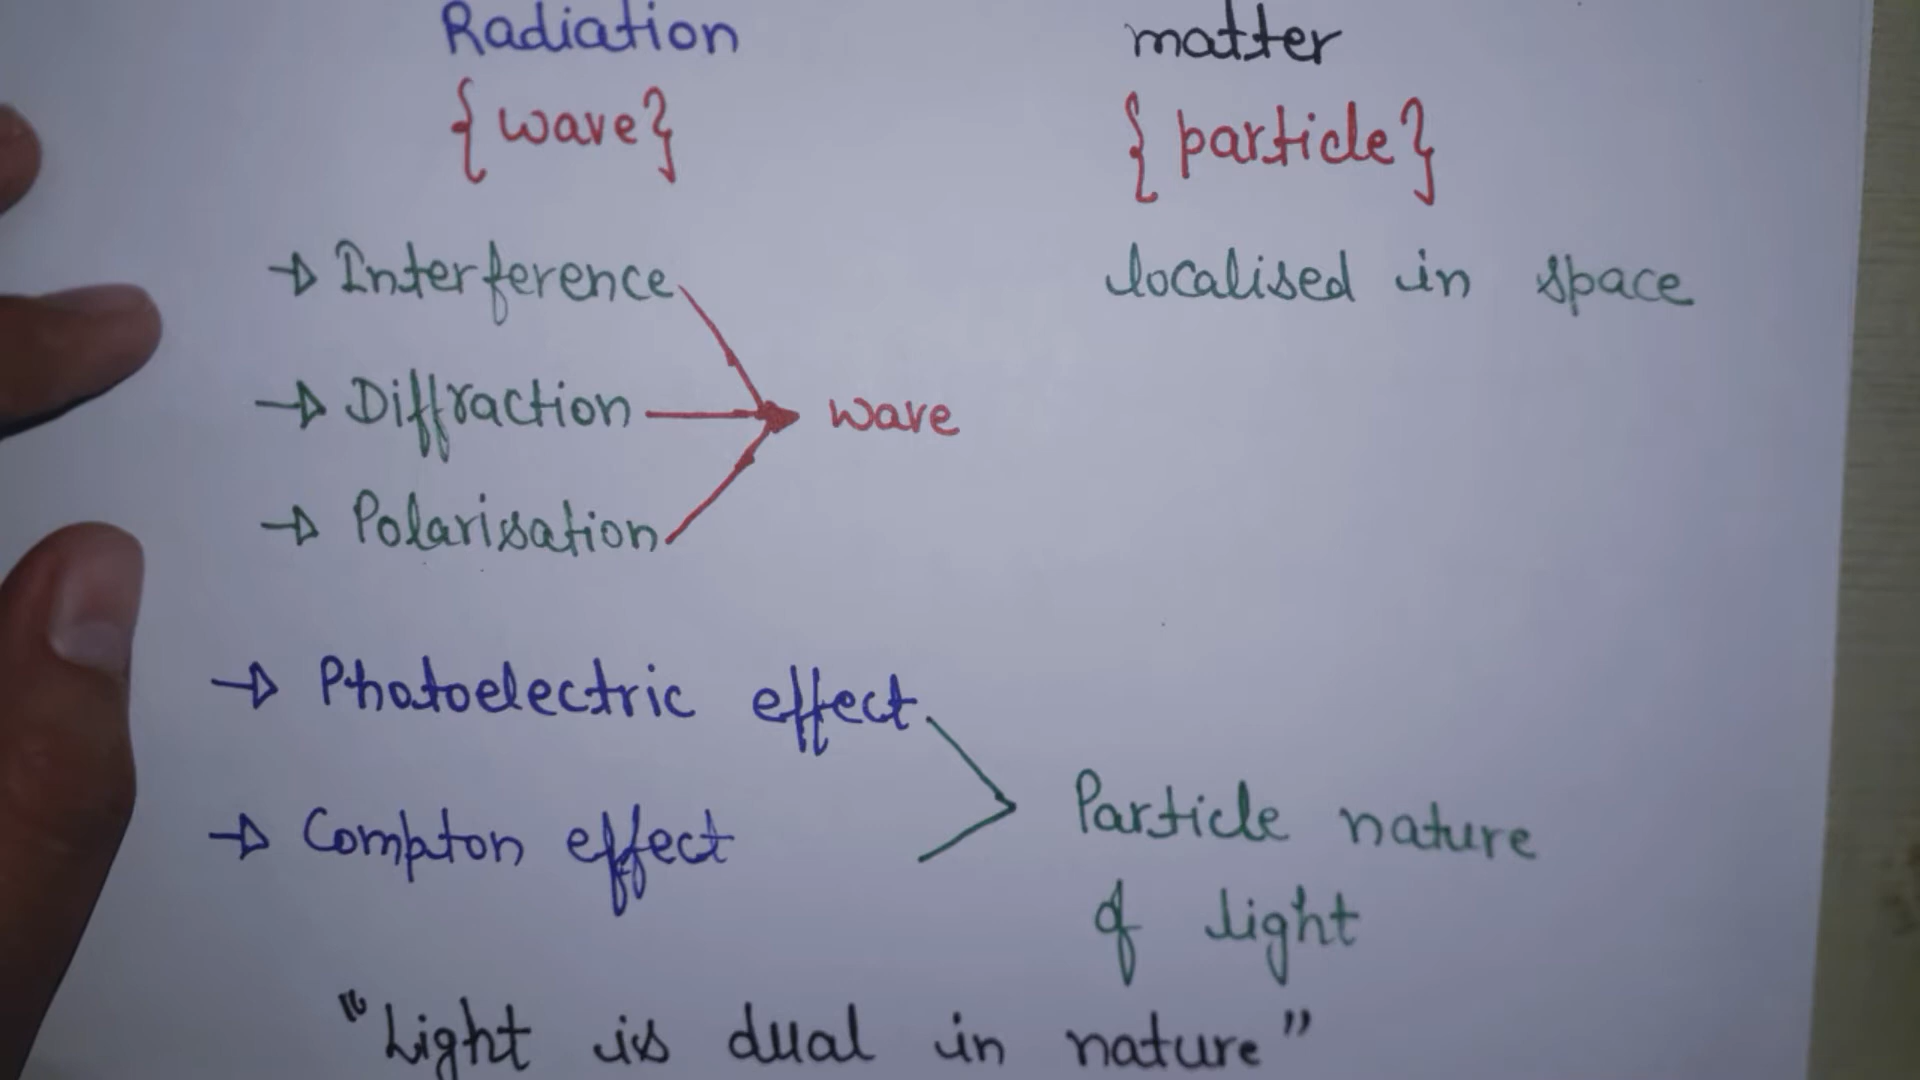 Radiation matter
{wave} {particle}
→ Interference localised in space
→ Diffraction → wave
→ Polarisation
→ Photoelectric effect
→ Compton effect
Particle nature
of light
"Light is dual in nature"